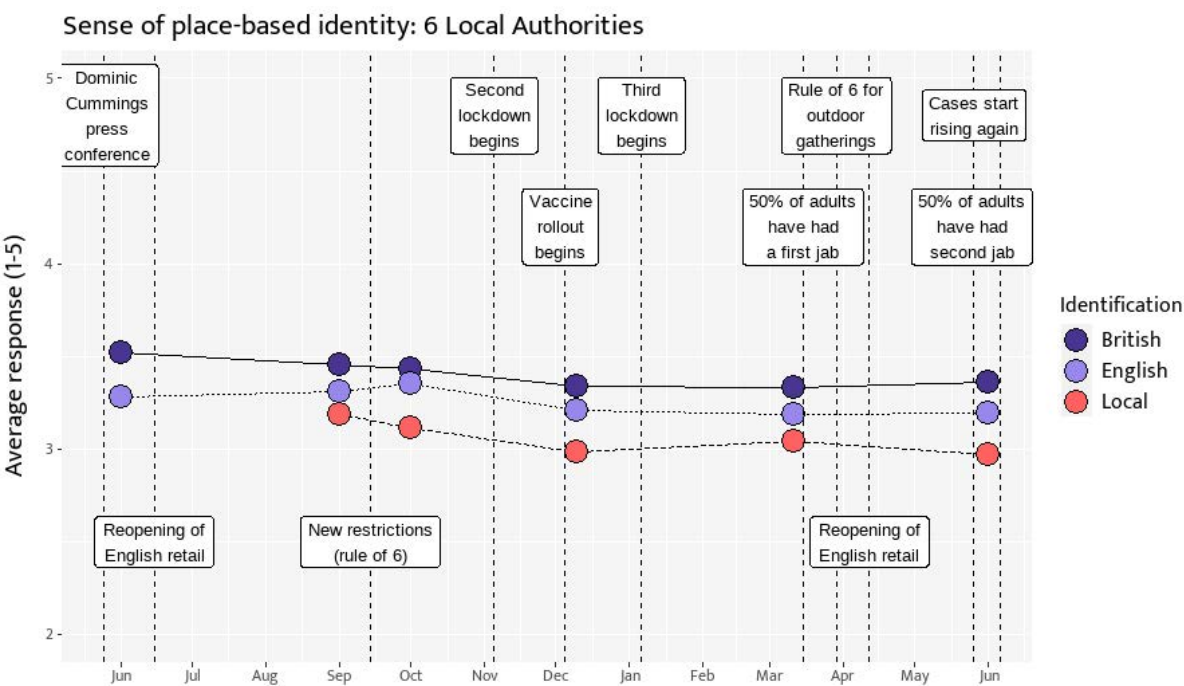 Sense of place-based identity: 6 Local Authorities
Dominic
Cummings
press
conference
Second
lockdown
begins
Third
lockdown
begins
Rule of 6 for
outdoor
gatherings
Cases start
rising again
Vaccine
rollout
begins
50% of adults
have had
a first jab
50% of adults
have had
second jab
Reopening of
English retail
New restrictions
(rule of 6)
Reopening of
English retail
Average response (1-5)
5
4
3
2
Jun Jul Aug Sep Oct Nov Dec Jan Feb Mar Apr May Jun
Identification
British
English
Local